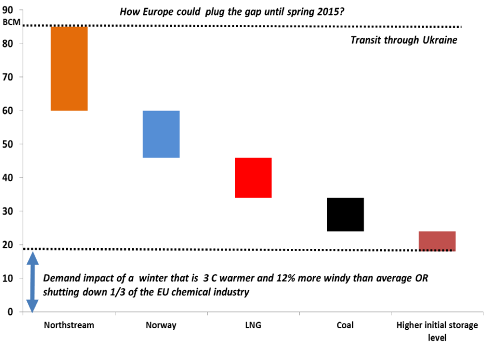 How Europe could plug the gap until spring 2015?
90
BCM
80
70
60
50
40
30
20
10
0
Transit through Ukraine
Demand impact of a winter that is 3 C warmer and 12% more windy than average OR
shutting down 1/3 of the EU chemical industry
Northstream
Norway
LNG
Coal
Higher initial storage
level